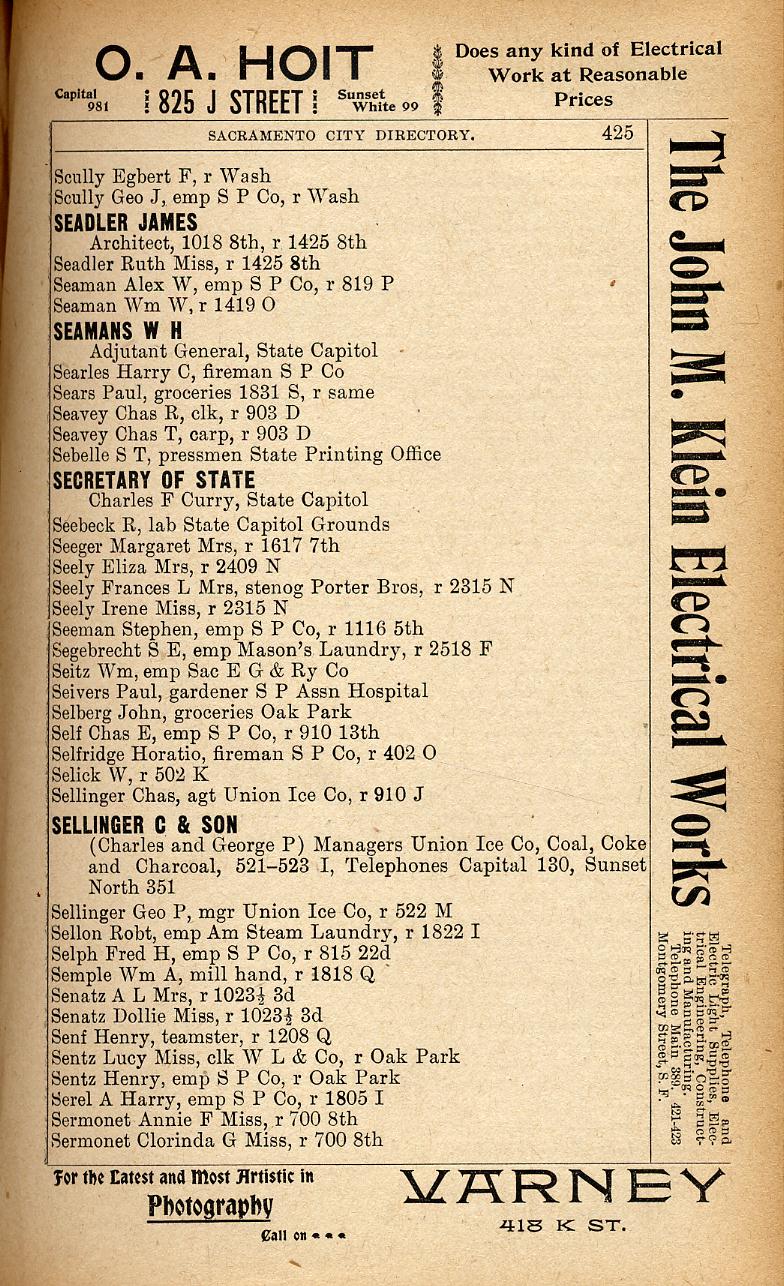 O. A. HOIT
Capital 981
825 J STREET
Sunset White 99
Does any kind of Electrical
Work at Reasonable
Prices
SACRAMENTO CITY DIRECTORY. 425
Scully Egbert F, r Wash
Scully Geo J, emp S P Co, r Wash
SEADLER JAMES
Architect, 1018 8th, r 1425 8th
Seadler Ruth Miss, r 1425 8th
Seaman Alex W, emp S P Co, r 819 P
Seaman Wm W, r 1419 O
SEAMANS W H
Adjutant General, State Capitol
Searles Harry C, fireman S P Co
Sears Paul, groceries 1831 S, r same
Seavey Chas R, clk, r 903 D
Seavey Chas T, carp, r 903 D
Sebelle S T, pressmen State Printing Office
SECRETARY OF STATE
Charles F Curry, State Capitol
Seebeck R, lab State Capitol Grounds
Seeger Margaret Mrs, r 1617 7th
Seely Eliza Mrs, r 2409 N
Seely Frances L Mrs, stenog Porter Bros, r 2315 N
Seely Irene Miss, r 2315 N
Seeman Stephen, emp S P Co, r 1116 5th
Segebrecht S E, emp Mason's Laundry, r 2518 F
Seitz Wm, emp Sac E G & Ry Co
Seivers Paul, gardener S P Assn Hospital
Selberg John, groceries Oak Park
Self Chas E, emp S P Co, r 910 13th
Selfridge Horatio, fireman S P Co, r 402 O
Selick W, r 502 K
Sellinger Chas, agt Union Ice Co, r 910 J
SELLINGER C & SON
(Charles and George P) Managers Union Ice Co, Coal, Coke
and Charcoal, 521–523 I, Telephones Capital 130, Sunset
North 351
Sellinger Geo P, mgr Union Ice Co, r 522 M
Sellon Robt, emp Am Steam Laundry, r 1822 I
Selph Fred H, emp S P Co, r 815 22d
Semple Wm A, mill hand, r 1818 Q
Senatz A L Mrs, r 1023½ 3d
Senatz Dollie Miss, r 1023½ 3d
Senf Henry, teamster, r 1208 Q
Sentz Lucy Miss, clk W L & Co, r Oak Park
Sentz Henry, emp S P Co, r Oak Park
Serel A Harry, emp S P Co, r 1805 I
Sermonet Annie F Miss, r 700 8th
Sermonet Clorinda G Miss, r 700 8th
The John M. Klein Electrical Works
Telegraph, Telephone and
Electric Light Supplies, Elec-
trical Engineering, Construct-
ing and Manufacturing.
Telephone Main 389. 421-423
Montgomery Street, S. F.
For the Latest and Most Artistic in
Photography
Call on
VARNEY
418 K ST.